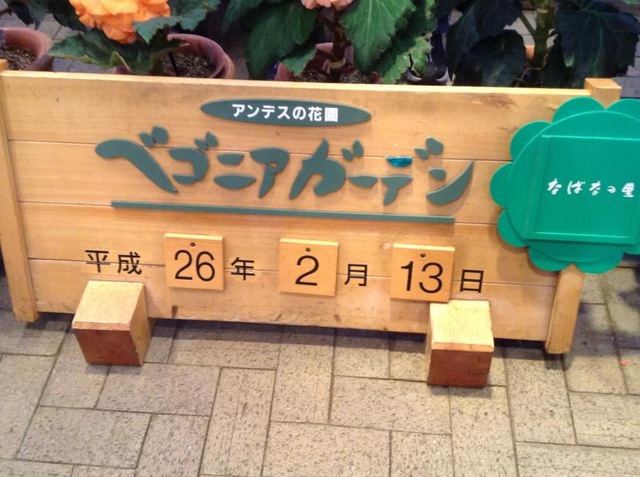 アンデスの花園
ベゴニアガーデン
なばなの里
平成 26 年 2 月 13 日